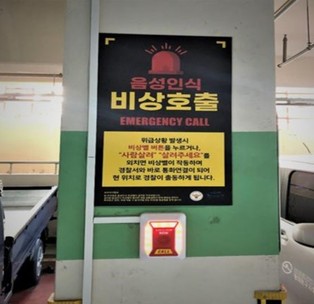 음성인식
비상호출
EMERGENCY CALL
위급상황 발생시
비상벨 버튼을 누르거나,
"사람살려" "살려주세요"를
외치면 비상벨이 작동하며
경찰서와 바로 통화연결이 되어
현 위치로 경찰이 출동하게 됩니다.
CALL